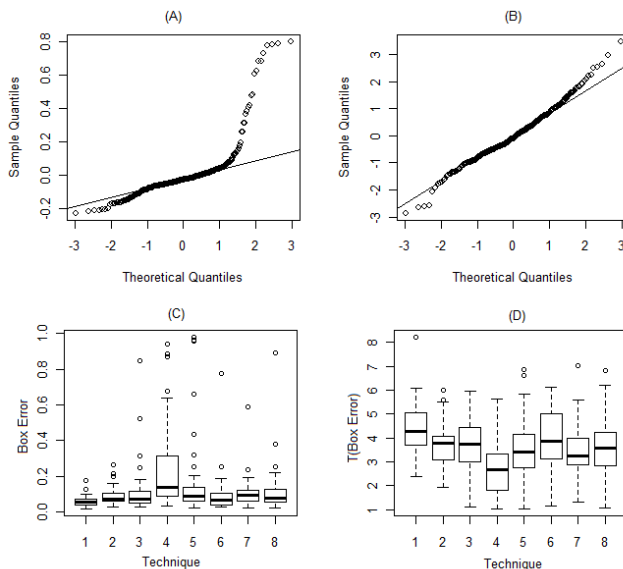 (A)
Sample Quantiles
-0.2 0.0 0.2 0.4 0.6 0.8
-3 -2 -1 0 1 2 3
Theoretical Quantiles
(B)
Sample Quantiles
-3 -2 -1 0 1 2 3
-3 -2 -1 0 1 2 3
Theoretical Quantiles
(C)
Box Error
0.0 0.2 0.4 0.6 0.8 1.0
1 2 3 4 5 6 7 8
Technique
(D)
T(Box Error)
1 2 3 4 5 6 7 8
1 2 3 4 5 6 7 8
Technique